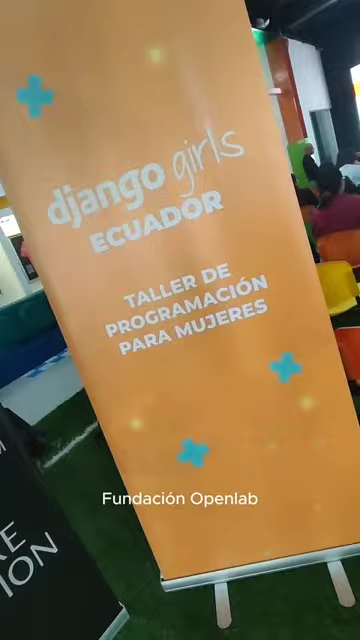 django girls
ECUADOR
TALLER DE
PROGRAMACIÓN
PARA MUJERES
Fundación Openlab